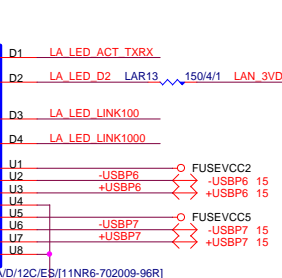 D1 LA_LED_ACT_TXRX
D2 LA_LED_D2 LAR13 150/4/1 LAN_3VD
D3 LA_LED_LINK100
D4 LA_LED_LINK1000
U1 FUSEVCC2
U2 -USBP6 -USBP6 15
U3 +USBP6 +USBP6 15
U4
U5 FUSEVCC5
U6 -USBP7 -USBP7 15
U7 +USBP7 +USBP7 15
U8
/D/12C/ES/[11NR6-702009-96R]